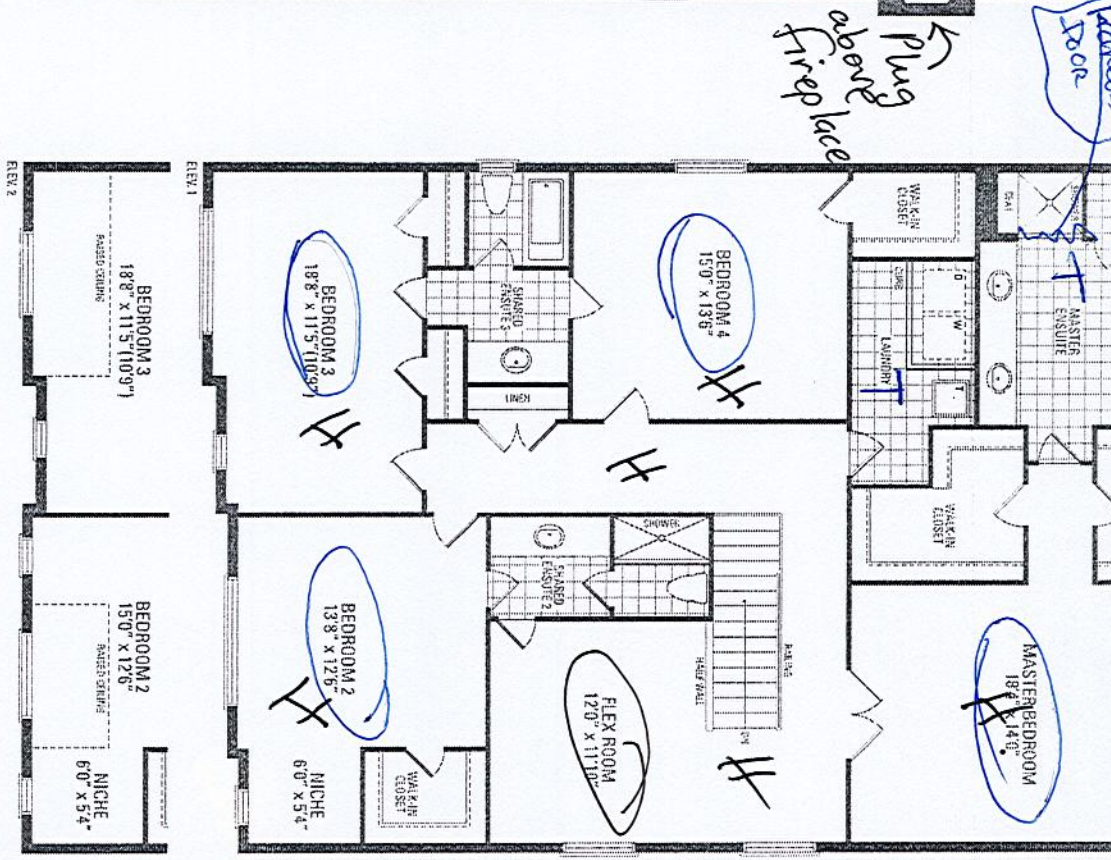 Plug
above
fireplace
DOOR
ELEV. 2
ELEV. 1
RAISED CEILING
BEDROOM 3
18'8" x 11'5" (10'9")
BEDROOM 2
15'0" x 12'6"
RAISED CEILING
NICHE
6'0" x 5'4"
BEDROOM 3
18'8" x 11'5" (10'9")
H
BEDROOM 2
13'8" x 12'6"
H
NICHE
6'0" x 5'4"
WALK-IN
CLOSET
SHARED
ENSUITE 3
LINEN
BEDROOM 4
15'0" x 13'6"
H
H
SHOWER
SHARED
ENSUITE 2
FLEX ROOM
12'0" x 11'10"
HALF WALL
RAILING
DN
H
WALK-IN
CLOSET
D
W
LAUNDRY
T
T
WALK-IN
CLOSET
SEAT
SHOWER
T
MASTER
ENSUITE
MASTER BEDROOM
H